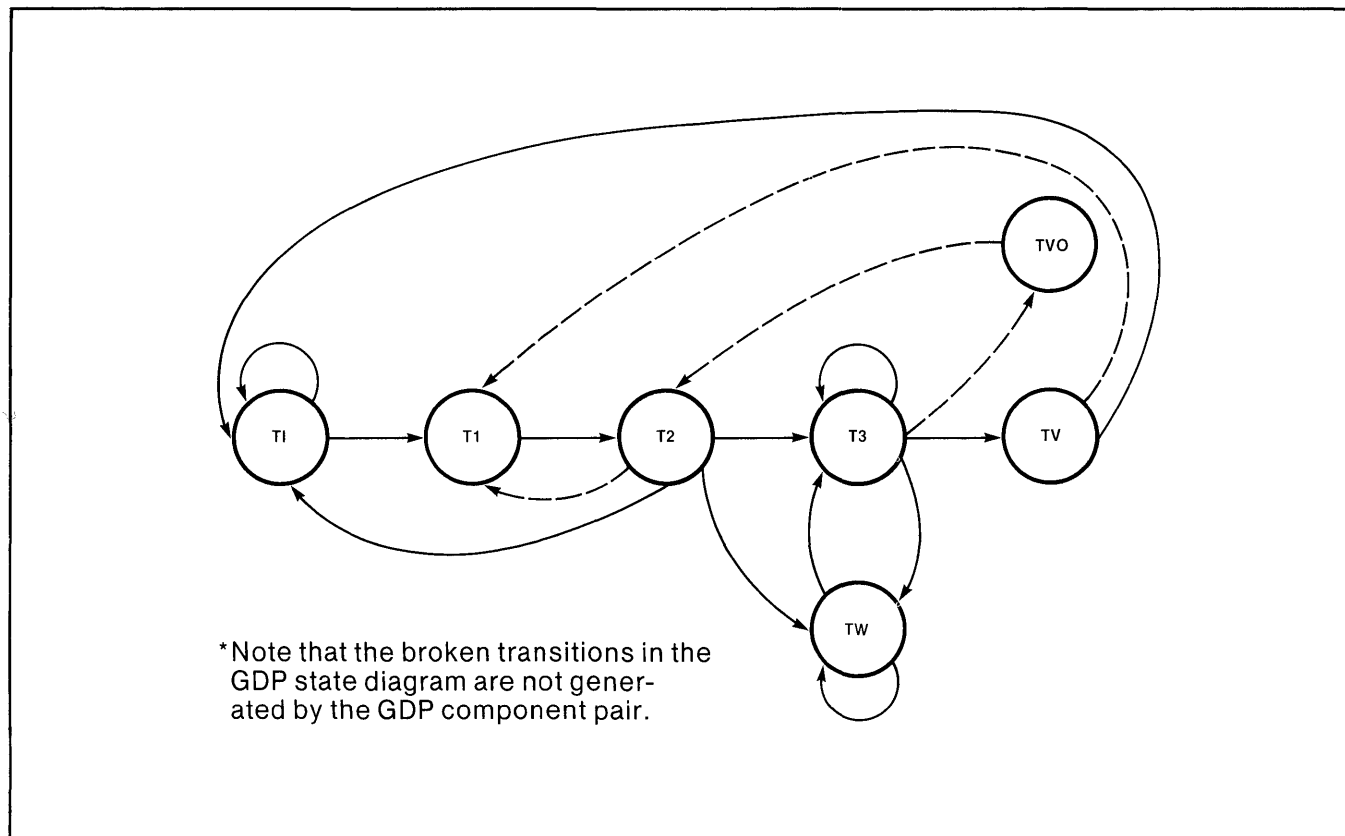 TVO
TI
T1
T2
T3
TV
TW
*Note that the broken transitions in the
GDP state diagram are not gener-
ated by the GDP component pair.